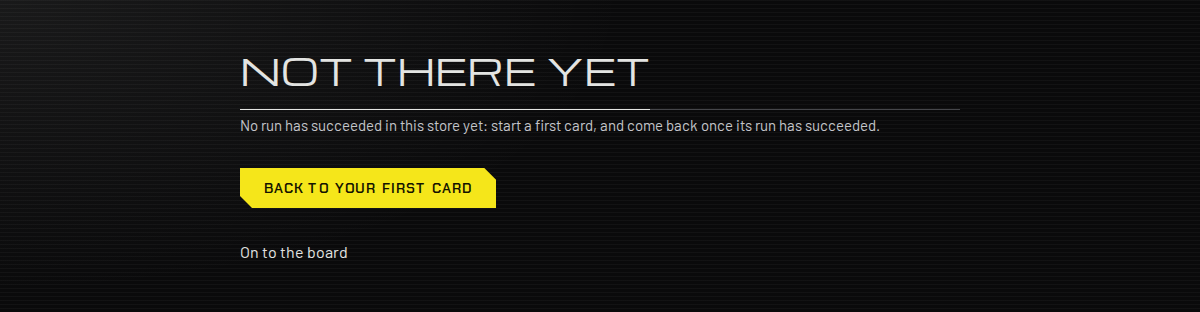 NOT THERE YET
No run has succeeded in this store yet: start a first card, and come back once its run has succeeded.
BACK TO YOUR FIRST CARD
On to the board